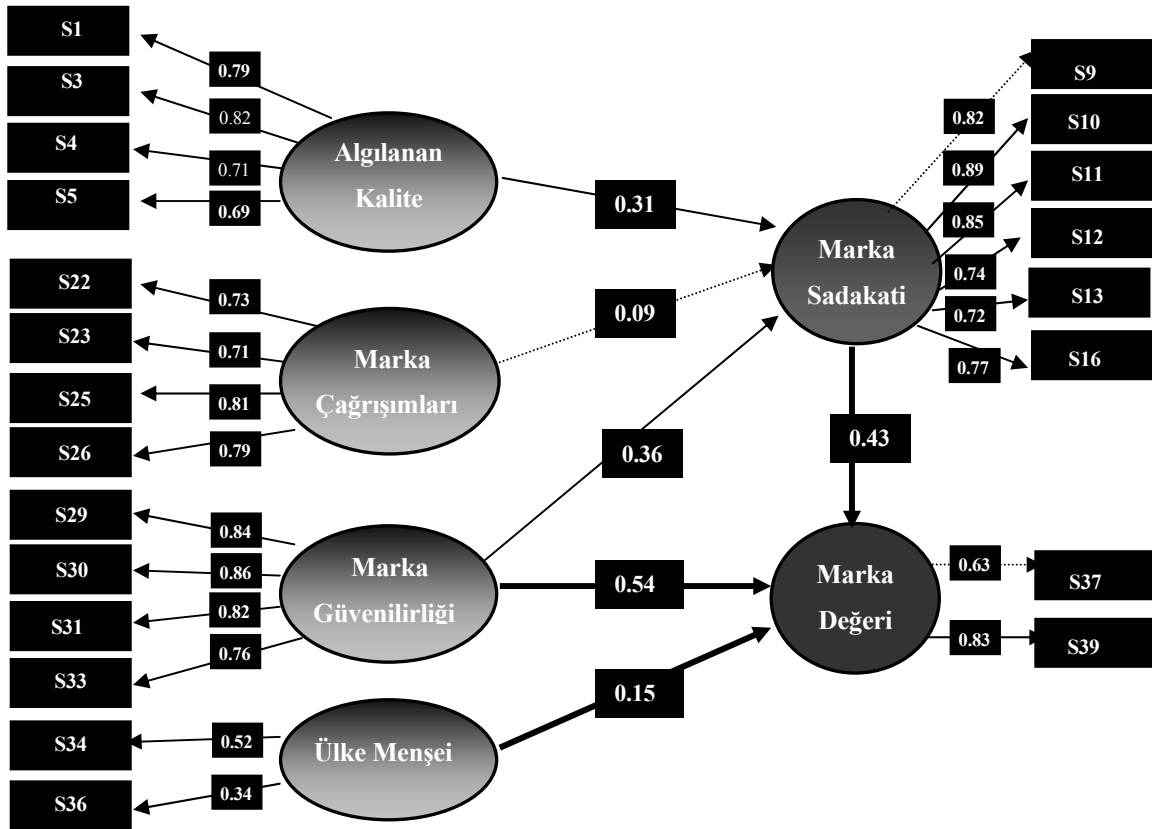 S1
S3
S4
S5
0.79
0.82
0.71
0.69
Algılanan
Kalite
0.31
S22
S23
S25
S26
0.73
0.71
0.81
0.79
Marka
Çağrışımları
0.09
S29
S30
S31
S33
0.84
0.86
0.82
0.76
Marka
Güvenilirliği
0.36
0.54
S34
S36
0.52
0.34
Ülke Menşei
0.15
Marka
Sadakati
0.82
0.89
0.85
0.74
0.72
0.77
S9
S10
S11
S12
S13
S16
0.43
Marka
Değeri
0.63
0.83
S37
S39